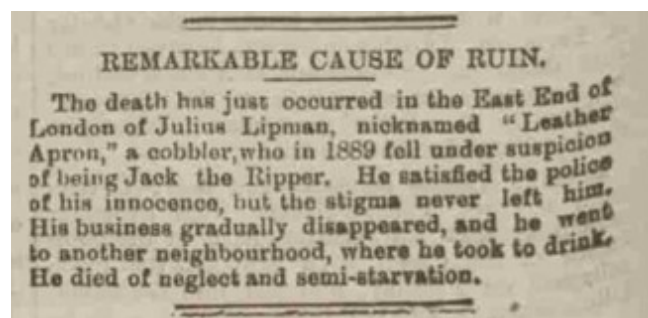 REMARKABLE CAUSE OF RUIN.
The death has just occurred in the East End of
London of Julius Lipman, nicknamed "Leather
Apron," a cobbler, who in 1889 fell under suspicion
of being Jack the Ripper. He satisfied the police
of his innocence, but the stigma never left him.
His business gradually disappeared, and he went
to another neighbourhood, where he took to drink.
He died of neglect and semi-starvation.